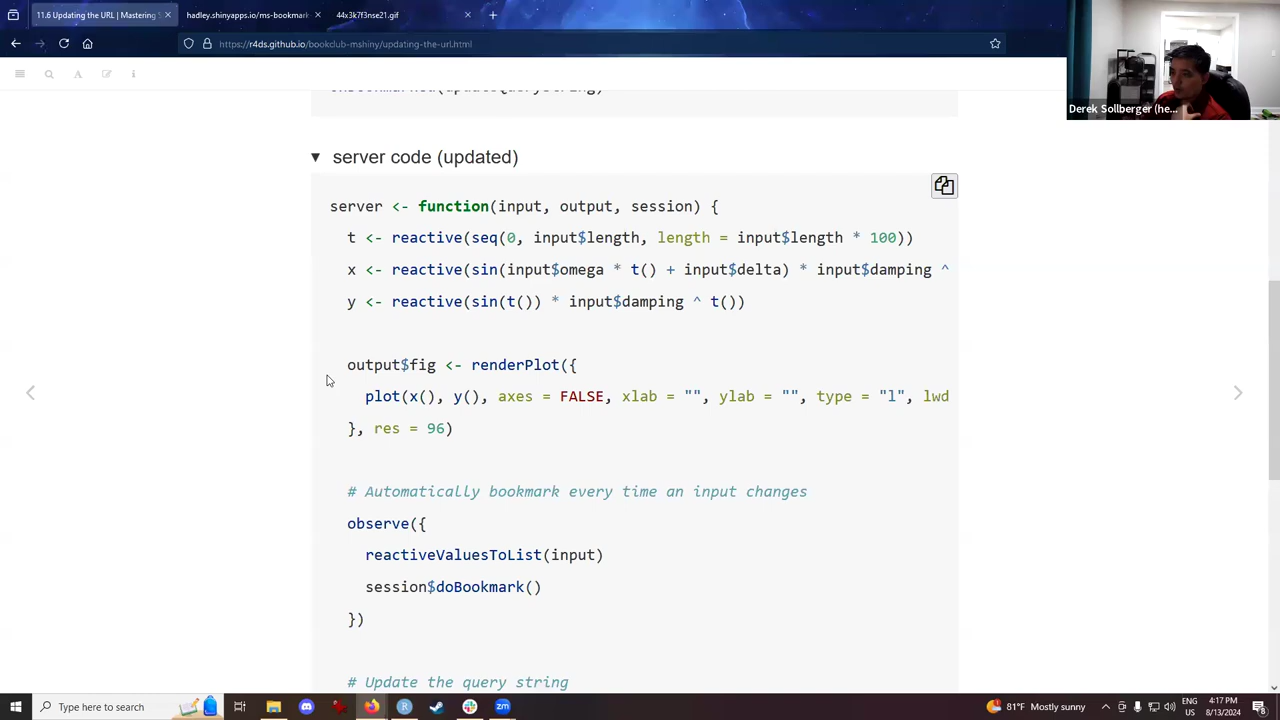 11.6 Updating the URL | Mastering
hadley.shinyapps.io/ms-bookmark
44x3k7f3nse21.gif
https://r4ds.github.io/bookclub-mshiny/updating-the-url.html
Derek Sollberger (he...
server code (updated)
server <- function(input, output, session) {
t <- reactive(seq(0, input$length, length = input$length * 100))
x <- reactive(sin(input$omega * t() + input$delta) * input$damping ^
y <- reactive(sin(t()) * input$damping ^ t())
output$fig <- renderPlot({
plot(x(), y(), axes = FALSE, xlab = "", ylab = "", type = "l", lwd
}, res = 96)
# Automatically bookmark every time an input changes
observe({
reactiveValuesToList(input)
session$doBookmark()
})
# Update the query string
Type here to search
81°F Mostly sunny
ENG
US
4:17 PM
8/13/2024
8